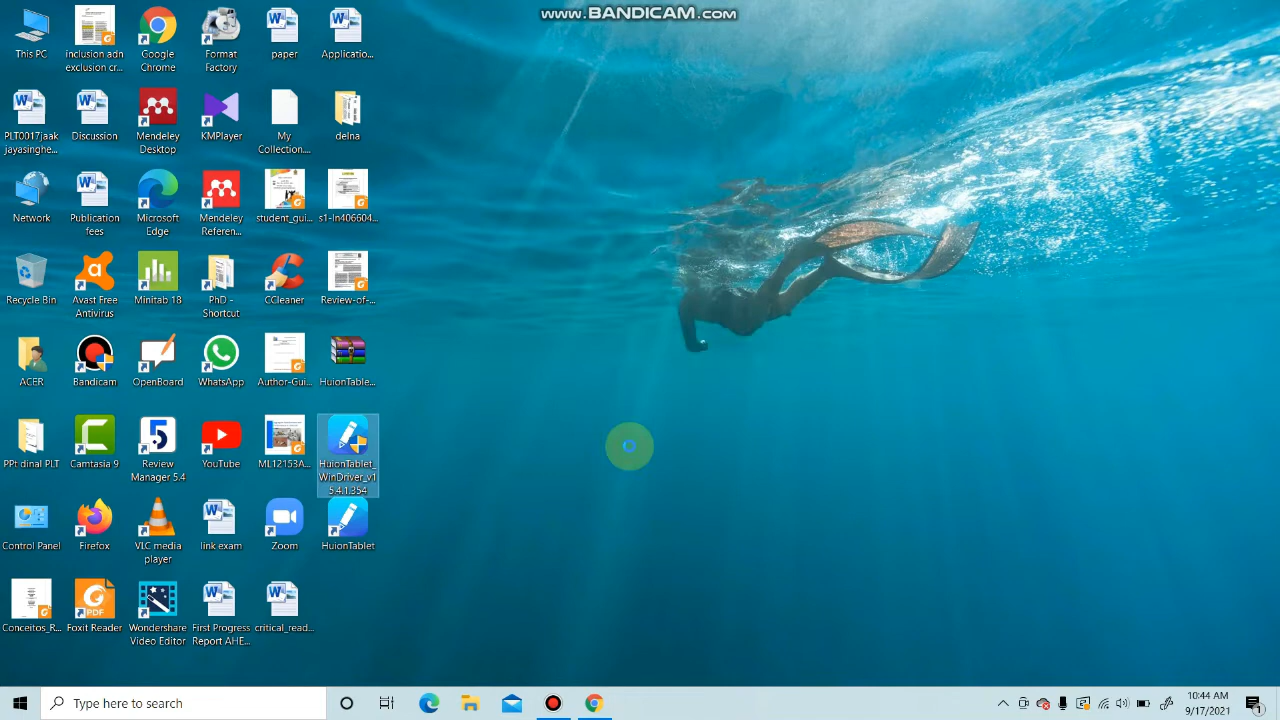 www.BANDICAM.com
This PC
inclusion adn
exclusion cr...
Google
Chrome
Format
Factory
paper
Applicatio...
PLT0017jaak
jayasinghe...
Discussion
Mendeley
Desktop
KMPlayer
My
Collection....
delna
Network
Publication
fees
Microsoft
Edge
Mendeley
Referen...
student_gui...
s1-ln406604...
Recycle Bin
Avast Free
Antivirus
Minitab 18
PhD -
Shortcut
CCleaner
Review-of-...
ACER
Bandicam
OpenBoard
WhatsApp
Author-Gui...
HuionTable...
PPt dinal PLT
Camtasia 9
Review
Manager 5.4
YouTube
ML12153A...
HuionTablet_
WinDriver_v1
5.4.1.354
Control Panel
Firefox
VLC media
player
link exam
Zoom
HuionTablet
Conceitos_R...
Foxit Reader
Wondershare
Video Editor
First Progress
Report AHE...
critical_read...
Type here to search
10:44 AM
9/17/2021